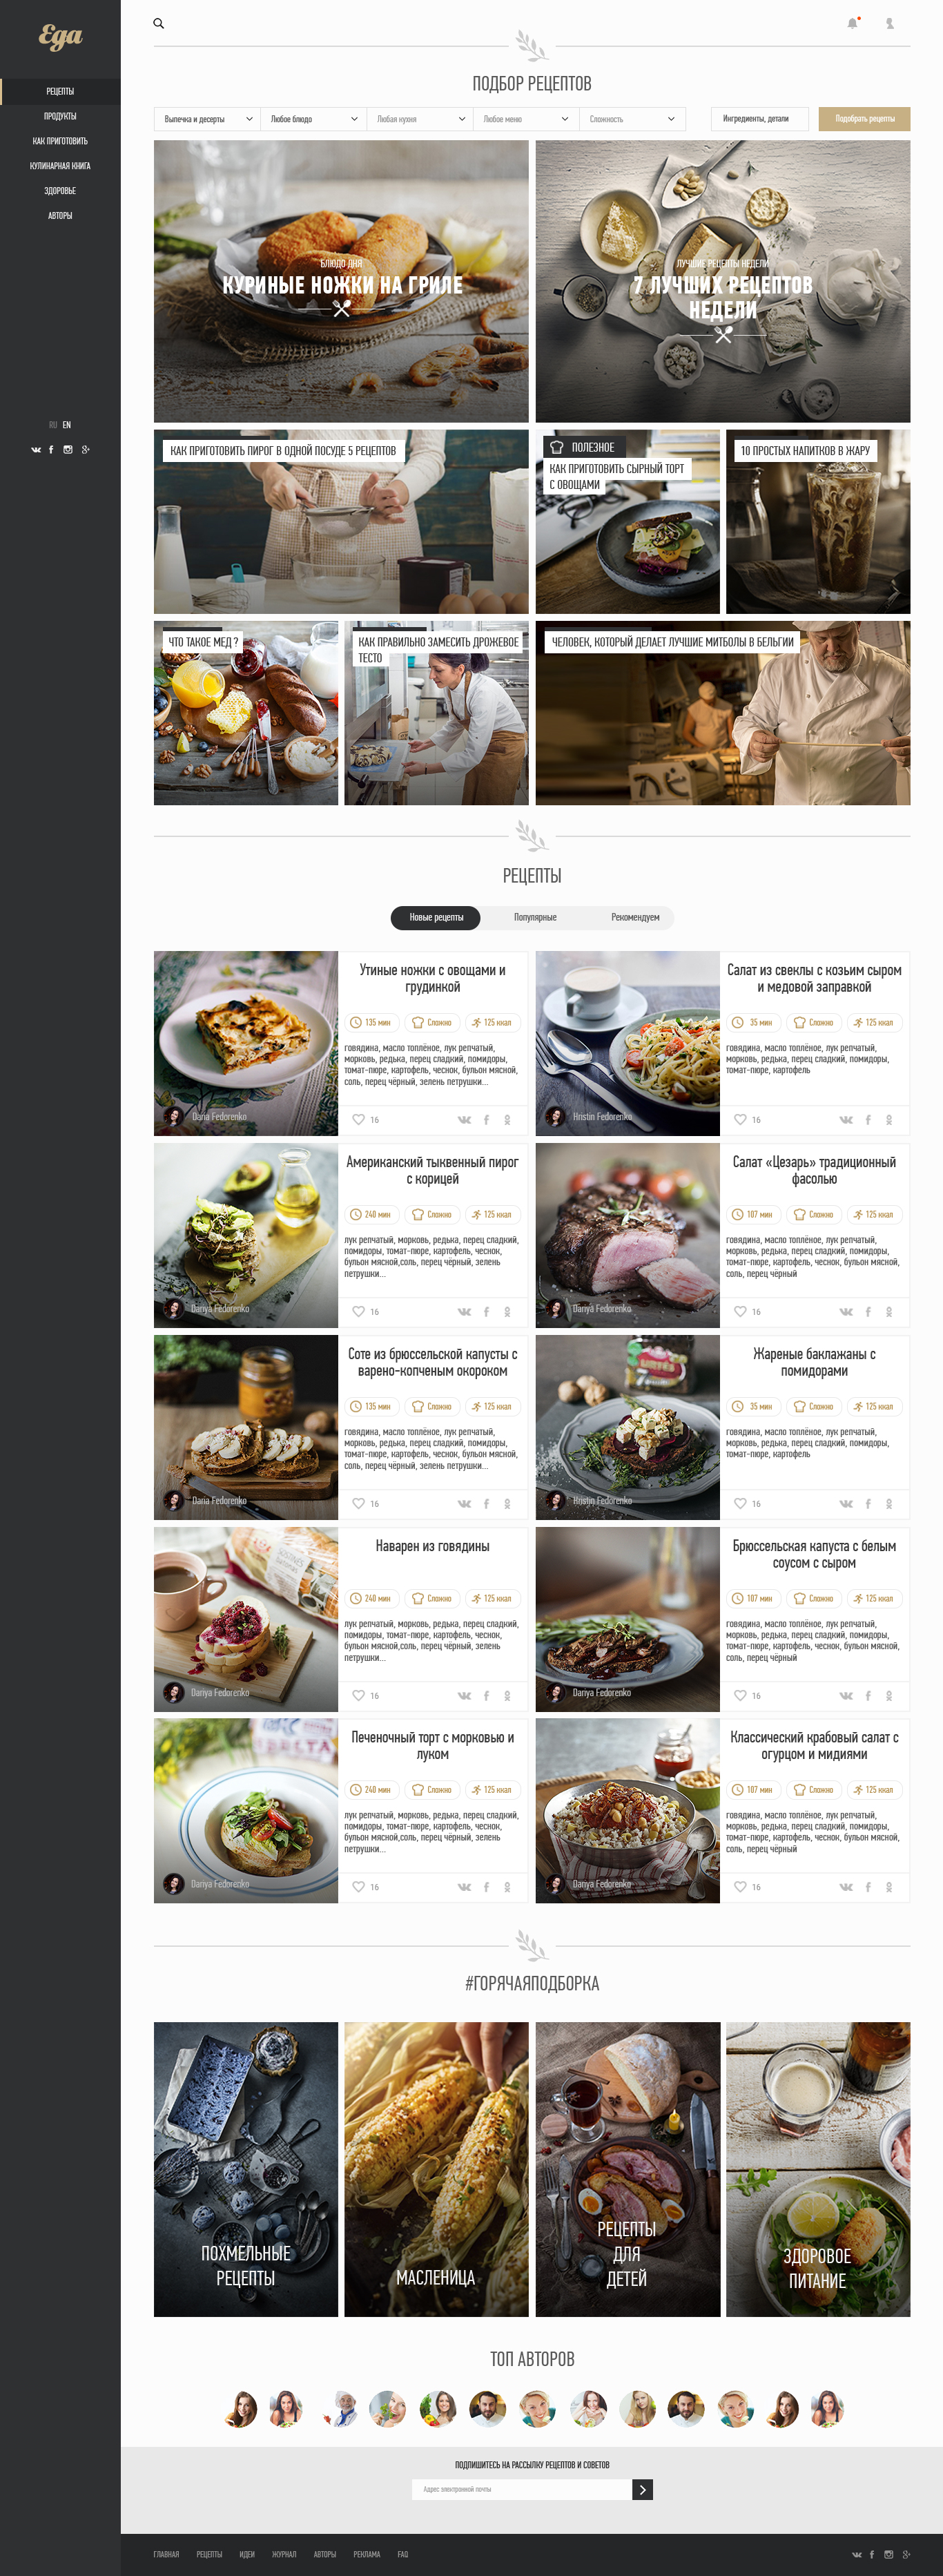 Еда
РЕЦЕПТЫ
ПРОДУКТЫ
КАК ПРИГОТОВИТЬ
КУЛИНАРНАЯ КНИГА
ЗДОРОВЬЕ
АВТОРЫ
RU EN
ПОДБОР РЕЦЕПТОВ
Выпечка и десерты
Любое блюдо
Любая кухня
Любое меню
Сложность
Ингредиенты, детали
Подобрать рецепты
БЛЮДО ДНЯ
КУРИНЫЕ НОЖКИ НА ГРИЛЕ
ЛУЧШИЕ РЕЦЕПТЫ НЕДЕЛИ
7 ЛУЧШИХ РЕЦЕПТОВ
НЕДЕЛИ
КАК ПРИГОТОВИТЬ ПИРОГ В ОДНОЙ ПОСУДЕ 5 РЕЦЕПТОВ
ПОЛЕЗНОЕ
КАК ПРИГОТОВИТЬ СЫРНЫЙ ТОРТ
С ОВОЩАМИ
10 ПРОСТЫХ НАПИТКОВ В ЖАРУ
ЧТО ТАКОЕ МЕД ?
КАК ПРАВИЛЬНО ЗАМЕСИТЬ ДРОЖЕВОЕ
ТЕСТО
ЧЕЛОВЕК, КОТОРЫЙ ДЕЛАЕТ ЛУЧШИЕ МИТБОЛЫ В БЕЛЬГИИ
РЕЦЕПТЫ
Новые рецепты
Популярные
Рекомендуем
Утиные ножки с овощами и
грудинкой
135 мин Сложно 125 ккал
говядина, масло топлёное, лук репчатый,
морковь, редька, перец сладкий, помидоры,
томат-пюре, картофель, чеснок, бульон мясной,
соль, перец чёрный, зелень петрушки...
Daria Fedorenko
16
Салат из свеклы с козьим сыром
и медовой заправкой
35 мин Сложно 125 ккал
говядина, масло топлёное, лук репчатый,
морковь, редька, перец сладкий, помидоры,
томат-пюре, картофель
Kristin Fedorenko
16
Американский тыквенный пирог
с корицей
240 мин Сложно 125 ккал
лук репчатый, морковь, редька, перец сладкий,
помидоры, томат-пюре, картофель, чеснок,
бульон мясной,соль, перец чёрный, зелень
петрушки...
Dariya Fedorenko
16
Салат «Цезарь» традиционный
фасолью
107 мин Сложно 125 ккал
говядина, масло топлёное, лук репчатый,
морковь, редька, перец сладкий, помидоры,
томат-пюре, картофель, чеснок, бульон мясной,
соль, перец чёрный
Dariya Fedorenko
16
Соте из брюссельской капусты с
варено-копченым окороком
135 мин Сложно 125 ккал
говядина, масло топлёное, лук репчатый,
морковь, редька, перец сладкий, помидоры,
томат-пюре, картофель, чеснок, бульон мясной,
соль, перец чёрный, зелень петрушки...
Daria Fedorenko
16
Жареные баклажаны с
помидорами
35 мин Сложно 125 ккал
говядина, масло топлёное, лук репчатый,
морковь, редька, перец сладкий, помидоры,
томат-пюре, картофель
Kristin Fedorenko
16
Наварен из говядины
240 мин Сложно 125 ккал
лук репчатый, морковь, редька, перец сладкий,
помидоры, томат-пюре, картофель, чеснок,
бульон мясной,соль, перец чёрный, зелень
петрушки...
Dariya Fedorenko
16
Брюссельская капуста с белым
соусом с сыром
107 мин Сложно 125 ккал
говядина, масло топлёное, лук репчатый,
морковь, редька, перец сладкий, помидоры,
томат-пюре, картофель, чеснок, бульон мясной,
соль, перец чёрный
Dariya Fedorenko
16
Печеночный торт с морковью и
луком
240 мин Сложно 125 ккал
лук репчатый, морковь, редька, перец сладкий,
помидоры, томат-пюре, картофель, чеснок,
бульон мясной,соль, перец чёрный, зелень
петрушки...
Dariya Fedorenko
16
Классический крабовый салат с
огурцом и мидиями
107 мин Сложно 125 ккал
говядина, масло топлёное, лук репчатый,
морковь, редька, перец сладкий, помидоры,
томат-пюре, картофель, чеснок, бульон мясной,
соль, перец чёрный
Dariya Fedorenko
16
#ГОРЯЧАЯПОДБОРКА
ПОХМЕЛЬНЫЕ
РЕЦЕПТЫ
МАСЛЕНИЦА
РЕЦЕПТЫ
ДЛЯ
ДЕТЕЙ
ЗДОРОВОЕ
ПИТАНИЕ
ТОП АВТОРОВ
ПОДПИШИТЕСЬ НА РАССЫЛКУ РЕЦЕПТОВ И СОВЕТОВ
Адрес электронной почты
ГЛАВНАЯ РЕЦЕПТЫ ИДЕИ ЖУРНАЛ АВТОРЫ РЕКЛАМА FAQ